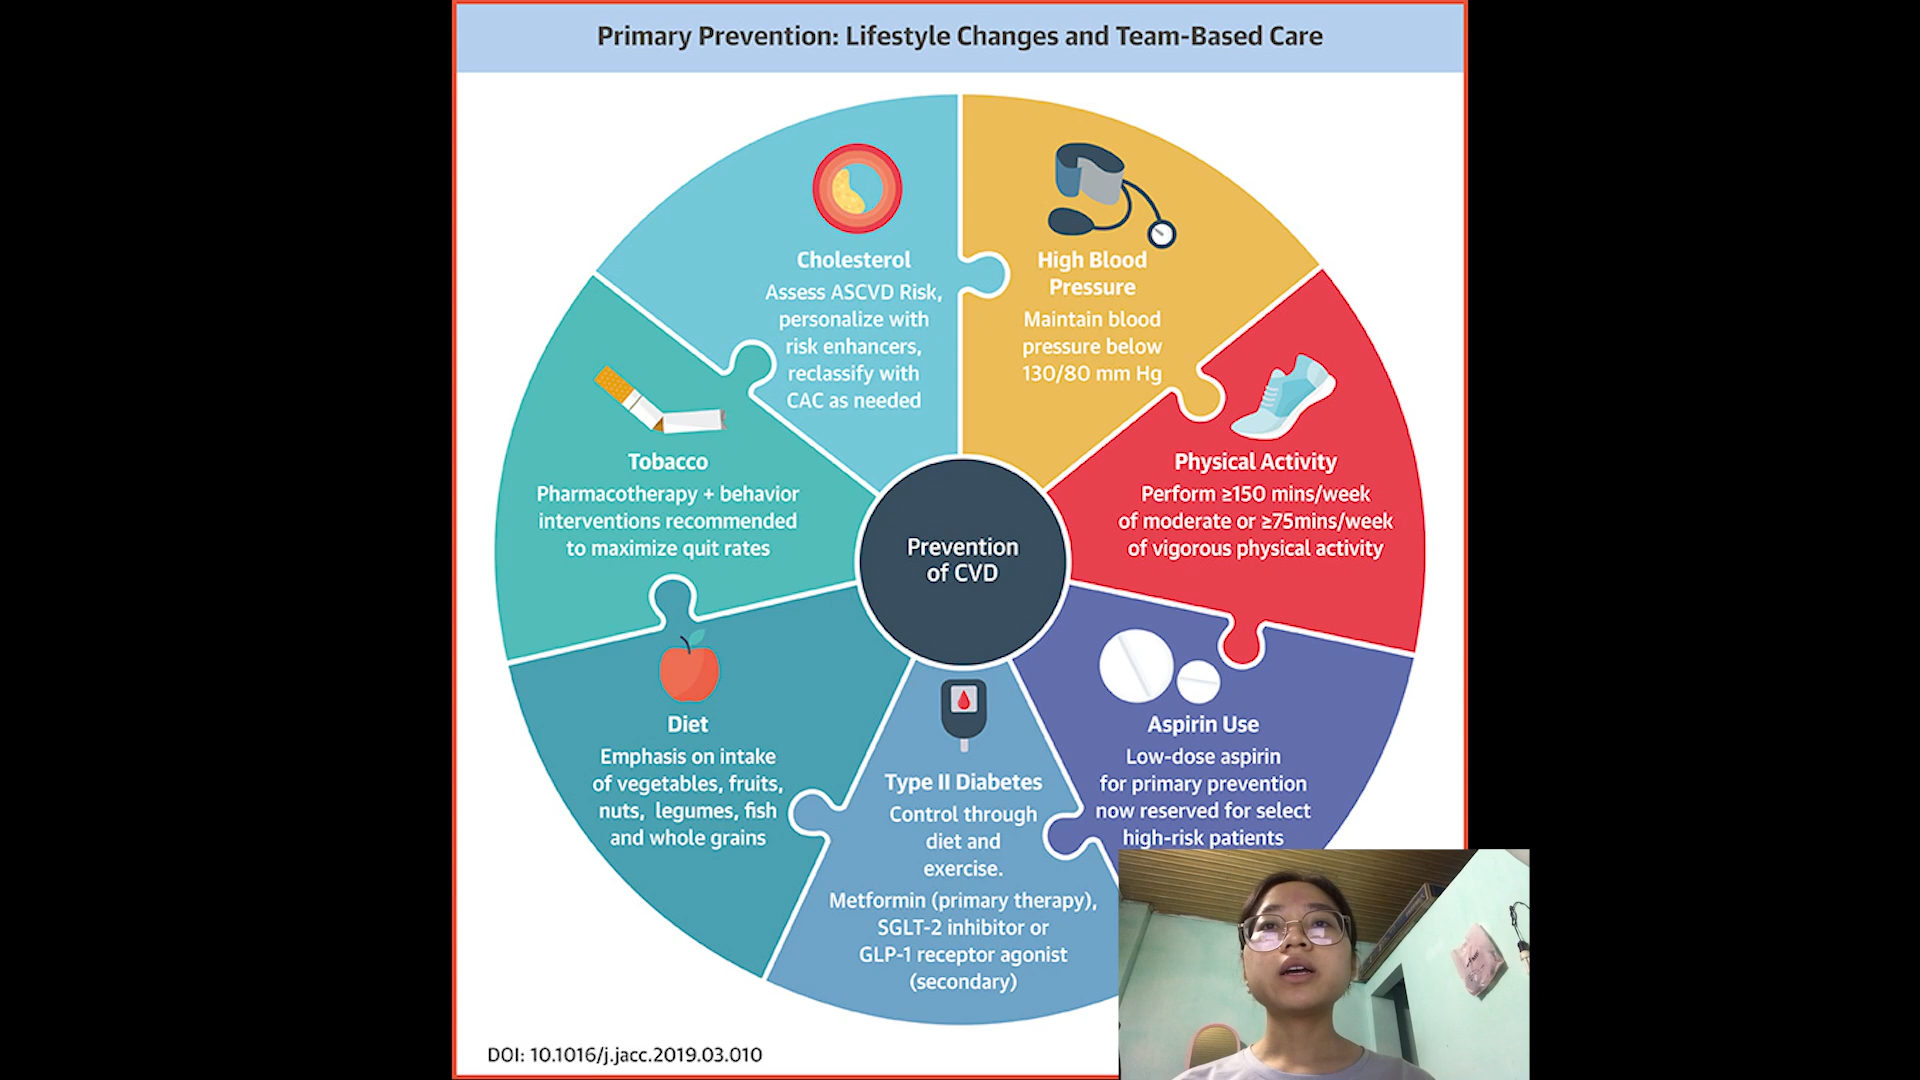 Primary Prevention: Lifestyle Changes and Team-Based Care
Cholesterol
Assess ASCVD Risk,
personalize with
risk enhancers,
reclassify with
CAC as needed
High Blood
Pressure
Maintain blood
pressure below
130/80 mm Hg
Tobacco
Pharmacotherapy + behavior
interventions recommended
to maximize quit rates
Physical Activity
Perform ≥150 mins/week
of moderate or ≥75mins/week
of vigorous physical activity
Prevention
of CVD
Diet
Emphasis on intake
of vegetables, fruits,
nuts, legumes, fish
and whole grains
Type II Diabetes
Control through
diet and
exercise.
Metformin (primary therapy),
SGLT-2 inhibitor or
GLP-1 receptor agonist
(secondary)
Aspirin Use
Low-dose aspirin
for primary prevention
now reserved for select
high-risk patients
DOI: 10.1016/j.jacc.2019.03.010